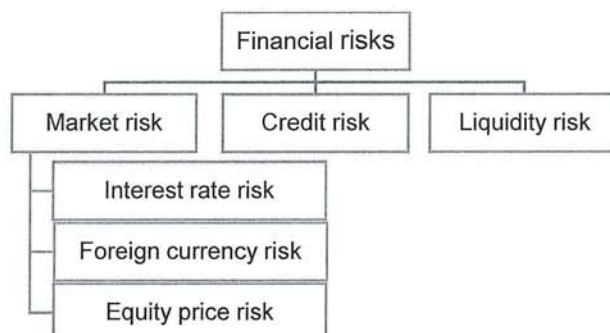 Financial risks
Market risk
Credit risk
Liquidity risk
Interest rate risk
Foreign currency risk
Equity price risk